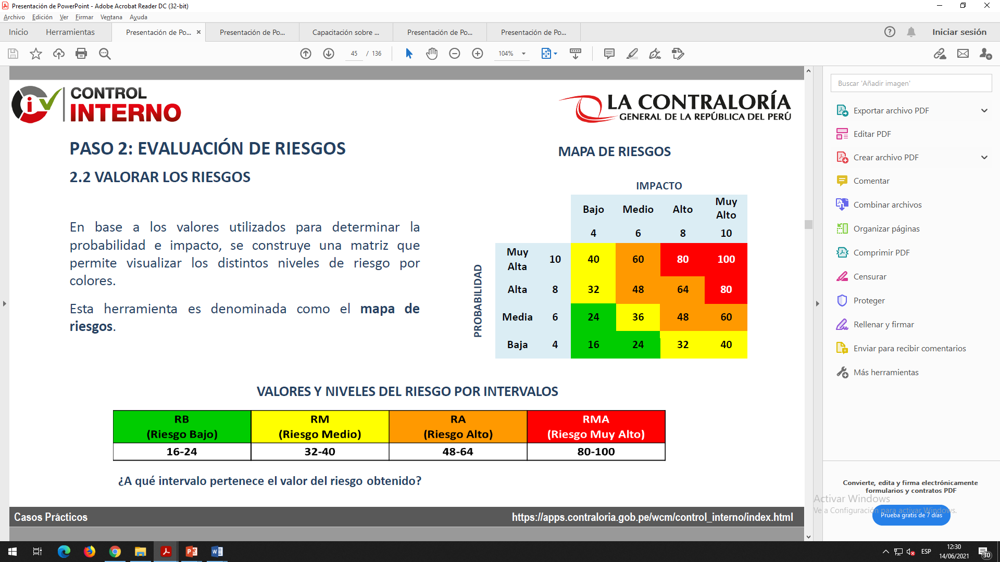 Presentación de PowerPoint - Adobe Acrobat Reader DC (32-bit)
Archivo Edición Ver Firmar Ventana Ayuda
Inicio Herramientas Presentación de Po... × Presentación de Po... Capacitación sobre ... Presentación de Po... Presentación de Po... Iniciar sesión
45 / 136 104%
CONTROL
INTERNO
LA CONTRALORÍA
GENERAL DE LA REPÚBLICA DEL PERÚ
PASO 2: EVALUACIÓN DE RIESGOS
2.2 VALORAR LOS RIESGOS
En base a los valores utilizados para determinar la
probabilidad e impacto, se construye una matriz que
permite visualizar los distintos niveles de riesgo por
colores.
Esta herramienta es denominada como el mapa de
riesgos.
MAPA DE RIESGOS
IMPACTO
Bajo Medio Alto Muy Alto
4 6 8 10
PROBABILIDAD
Muy Alta 10 40 60 80 100
Alta 8 32 48 64 80
Media 6 24 36 48 60
Baja 4 16 24 32 40
VALORES Y NIVELES DEL RIESGO POR INTERVALOS
RB RM RA RMA
(Riesgo Bajo) (Riesgo Medio) (Riesgo Alto) (Riesgo Muy Alto)
16-24 32-40 48-64 80-100
¿A qué intervalo pertenece el valor del riesgo obtenido?
Casos Prácticos https://apps.contraloria.gob.pe/wcm/control_interno/index.html
Buscar 'Añadir imagen'
Exportar archivo PDF
Editar PDF
Crear archivo PDF
Comentar
Combinar archivos
Organizar páginas
Comprimir PDF
Censurar
Proteger
Rellenar y firmar
Enviar para recibir comentarios
Más herramientas
Convierte, edita y firma electrónicamente
formularios y contratos PDF
Activar Windows
Ve a Configuración para activar Windows.
Prueba gratis de 7 días
ESP
12:30
14/06/2021
30